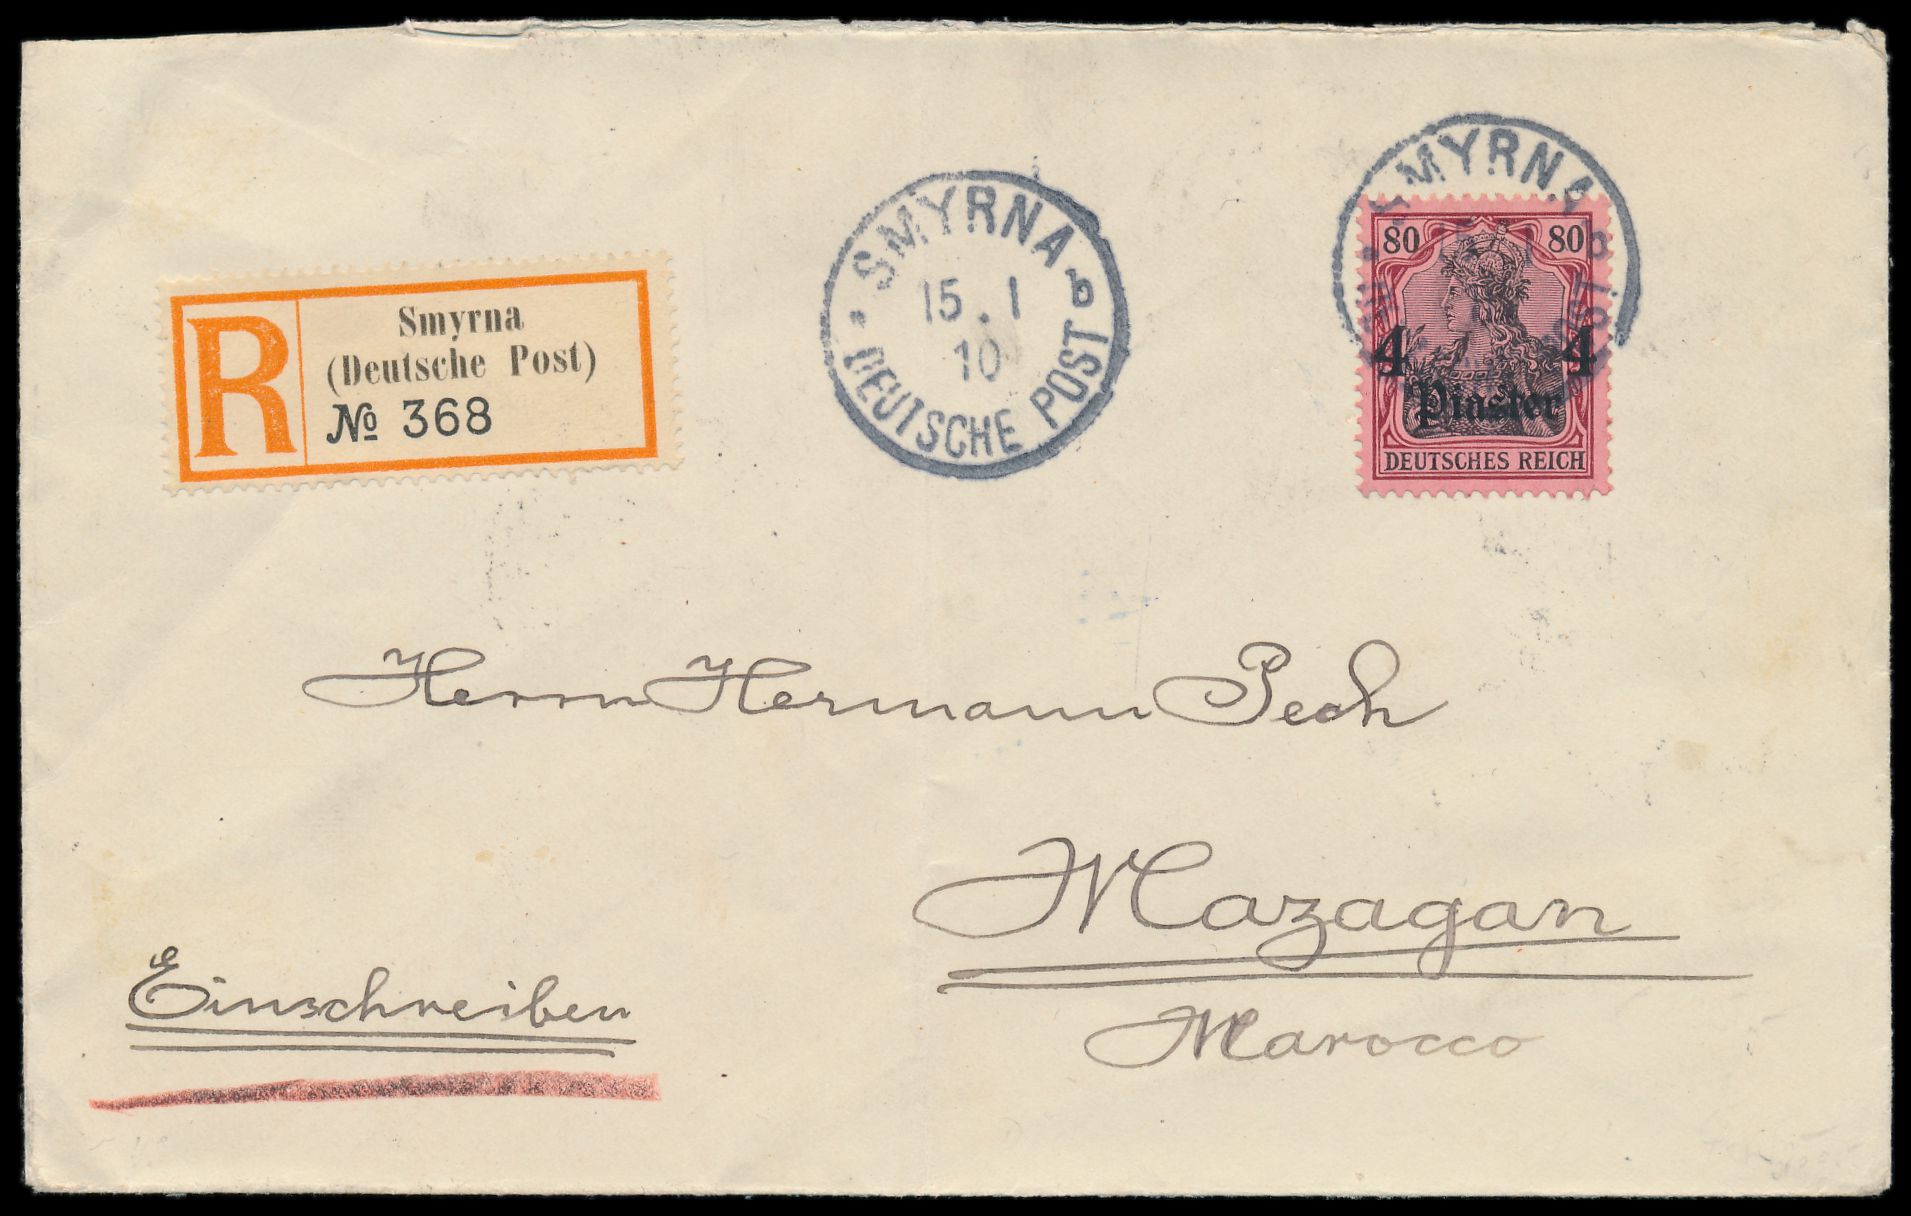 R
Smyrna
(Deutsche Post)
№ 368
SMYRNA b
15.1
10
* DEUTSCHE POST
SMYRNA
80 80
4 4
Piaster
DEUTSCHES REICH
Herrn Hermann Pech
Mazagan
Marocco
Einschreiben